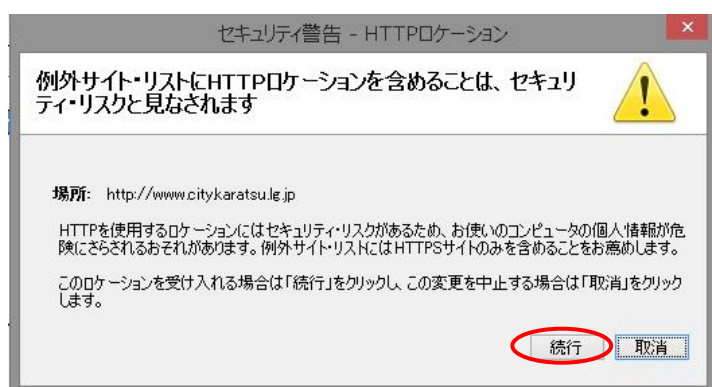 セキュリティ警告 - HTTPロケーション
例外サイト・リストにHTTPロケーションを含めることは、セキュリ
ティ・リスクと見なされます
場所: http://www.citykaratsu.lg.jp
HTTPを使用するロケーションにはセキュリティ・リスクがあるため、お使いのコンピュータの個人情報が危
険にさらされるおそれがあります。例外サイト・リストにはHTTPSサイトのみを含めることをお薦めします。
このロケーションを受け入れる場合は「続行」をクリックし、この変更を中止する場合は「取消」をクリック
します。
続行 取消